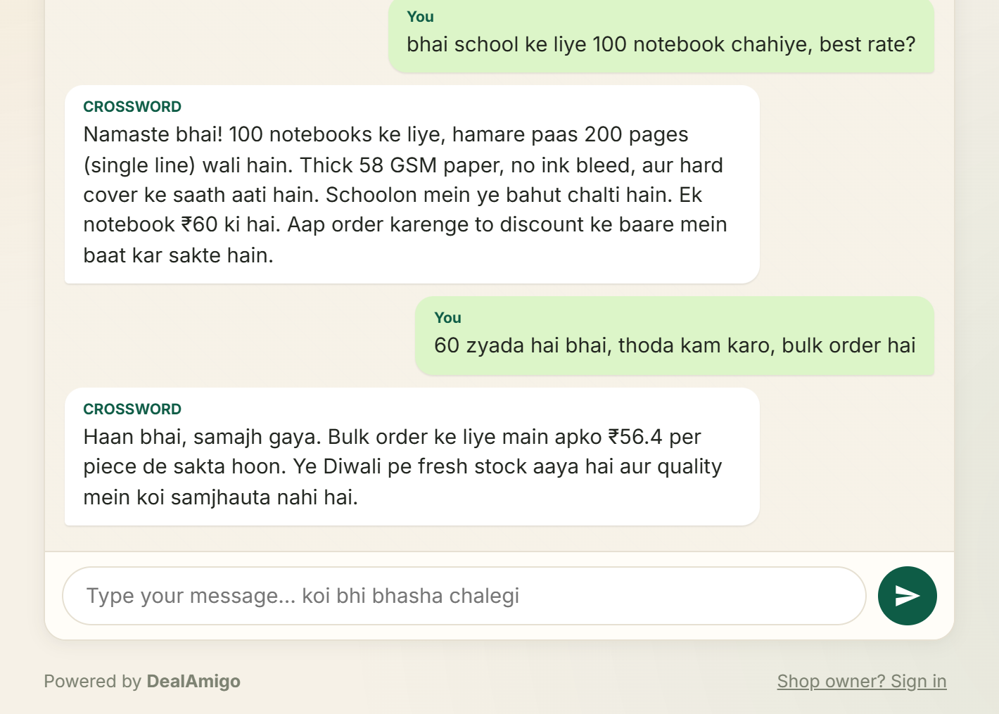 You
bhai school ke liye 100 notebook chahiye, best rate?
CROSSWORD
Namaste bhai! 100 notebooks ke liye, hamare paas 200 pages
(single line) wali hain. Thick 58 GSM paper, no ink bleed, aur hard
cover ke saath aati hain. Schoolon mein ye bahut chalti hain. Ek
notebook ₹60 ki hai. Aap order karenge to discount ke baare mein
baat kar sakte hain.
You
60 zyada hai bhai, thoda kam karo, bulk order hai
CROSSWORD
Haan bhai, samajh gaya. Bulk order ke liye main apko ₹56.4 per
piece de sakta hoon. Ye Diwali pe fresh stock aaya hai aur quality
mein koi samjhauta nahi hai.
Type your message... koi bhi bhasha chalegi
Powered by DealAmigo
Shop owner? Sign in